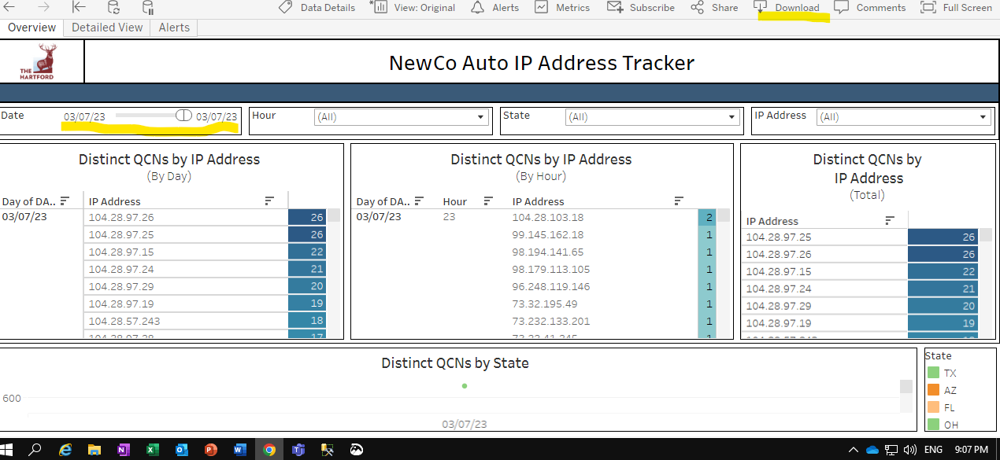 Data Details View: Original Alerts Metrics Subscribe Share Download Comments Full Screen
Overview Detailed View Alerts
THE
HARTFORD
NewCo Auto IP Address Tracker
Date 03/07/23 03/07/23 Hour (All) State (All) IP Address (All)
Distinct QCNs by IP Address
(By Day)
Day of DA.. IP Address
03/07/23 104.28.97.26 26
104.28.97.25 26
104.28.97.15 22
104.28.97.24 21
104.28.97.29 20
104.28.97.19 19
104.28.57.243 18
17
Distinct QCNs by IP Address
(By Hour)
Day of DA.. Hour IP Address
03/07/23 23 104.28.103.18 2
99.145.162.18 1
98.194.141.65 1
98.179.113.105 1
96.248.119.146 1
73.32.195.49 1
73.232.133.201 1
1
Distinct QCNs by
IP Address
(Total)
IP Address
104.28.97.25 26
104.28.97.26 26
104.28.97.15 22
104.28.97.24 21
104.28.97.29 20
104.28.97.19 19
Distinct QCNs by State
600
03/07/23
State
TX
AZ
FL
OH
ENG 9:07 PM